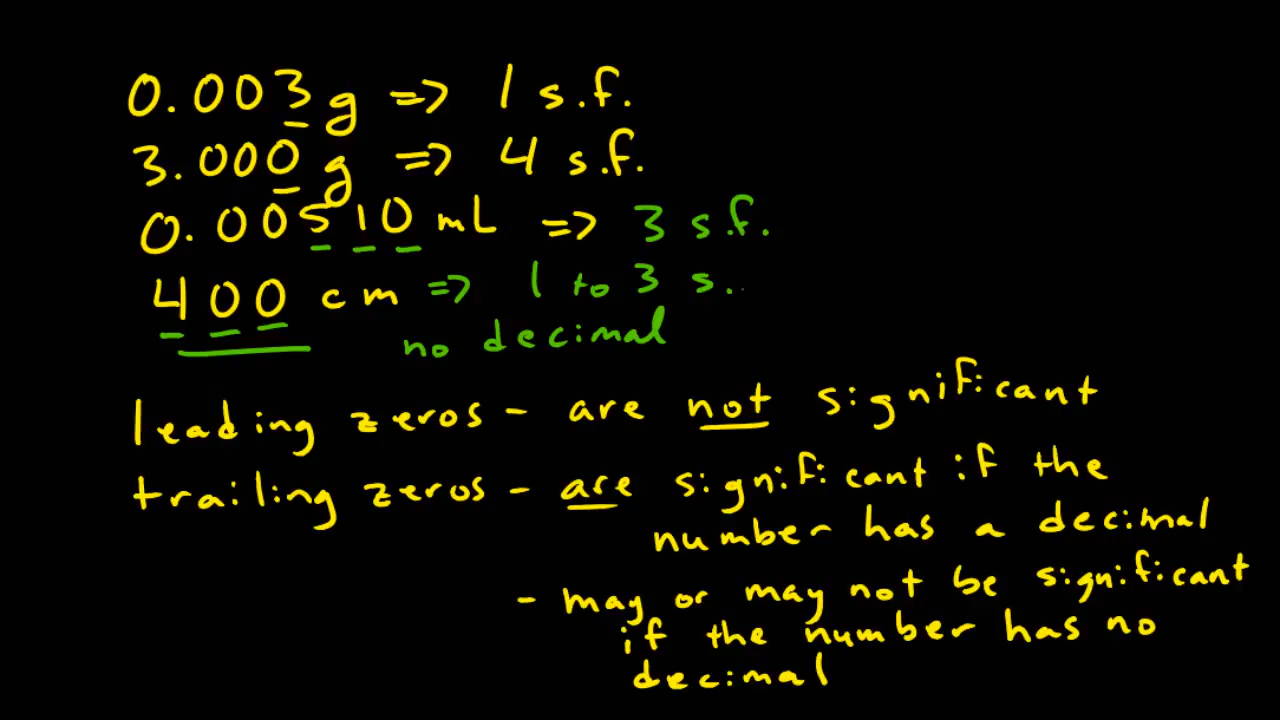 0.003g => 1 s.f.
3.000g => 4 s.f.
0.00510 mL => 3 s.f.
400 cm => 1 to 3 s.
no decimal
leading zeros - are not significant
trailing zeros - are significant if the
number has a decimal
- may or may not be significant
if the number has no
decimal